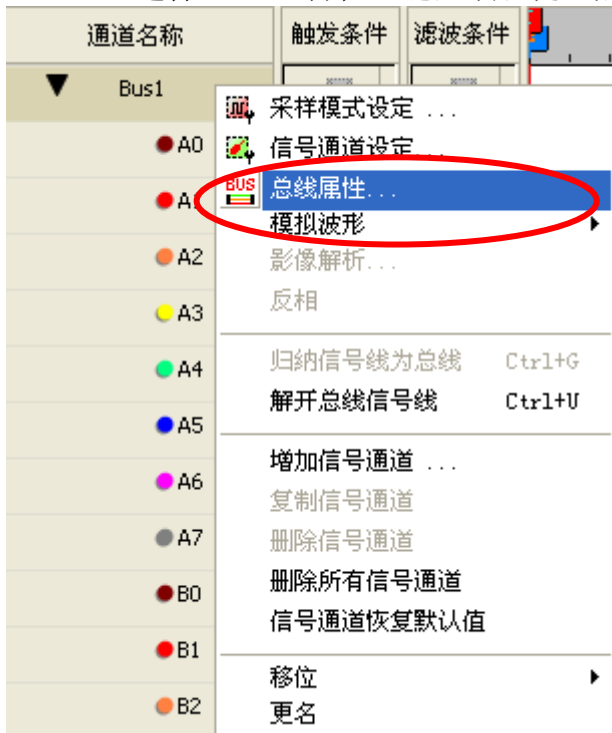 通道名称 触发条件 滤波条件
Bus1
采样模式设定 ...
A0
信号通道设定...
BUS 总线属性...
A
模拟波形
A2
影像解析...
反相
A3
归纳信号线为总线 Ctrl+G
A4
解开总线信号线 Ctrl+U
A5
增加信号通道 ...
A6
复制信号通道
A7
删除信号通道
删除所有信号通道
B0
信号通道恢复默认值
B1
移位
B2
更名